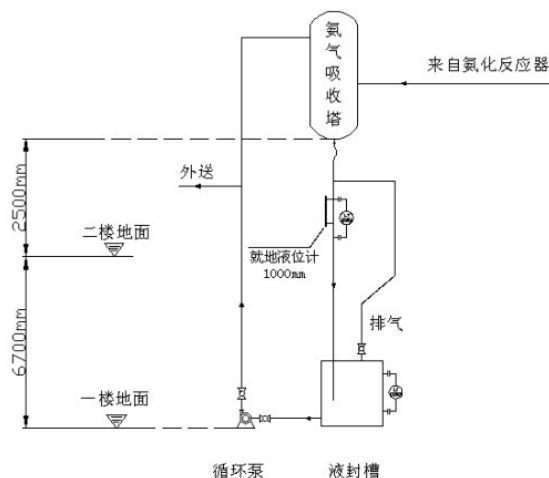 氨气吸收塔
来自氨化反应器
外送
2500mm
二楼地面
就地液位计
1000mm
6700mm
排气
一楼地面
循环泵
液封槽